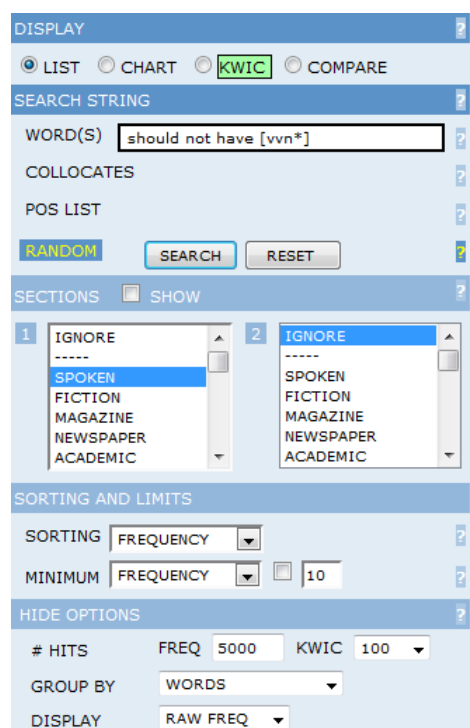 DISPLAY ?
LIST CHART KWIC COMPARE
SEARCH STRING ?
WORD(S) should not have [vvn*] ?
COLLOCATES ?
POS LIST ?
RANDOM SEARCH RESET ?
SECTIONS SHOW ?
1 IGNORE 2 IGNORE
----- -----
SPOKEN SPOKEN
FICTION FICTION
MAGAZINE MAGAZINE
NEWSPAPER NEWSPAPER
ACADEMIC ACADEMIC
SORTING AND LIMITS
SORTING FREQUENCY ?
MINIMUM FREQUENCY 10 ?
HIDE OPTIONS ?
# HITS FREQ 5000 KWIC 100
GROUP BY WORDS
DISPLAY RAW FREQ